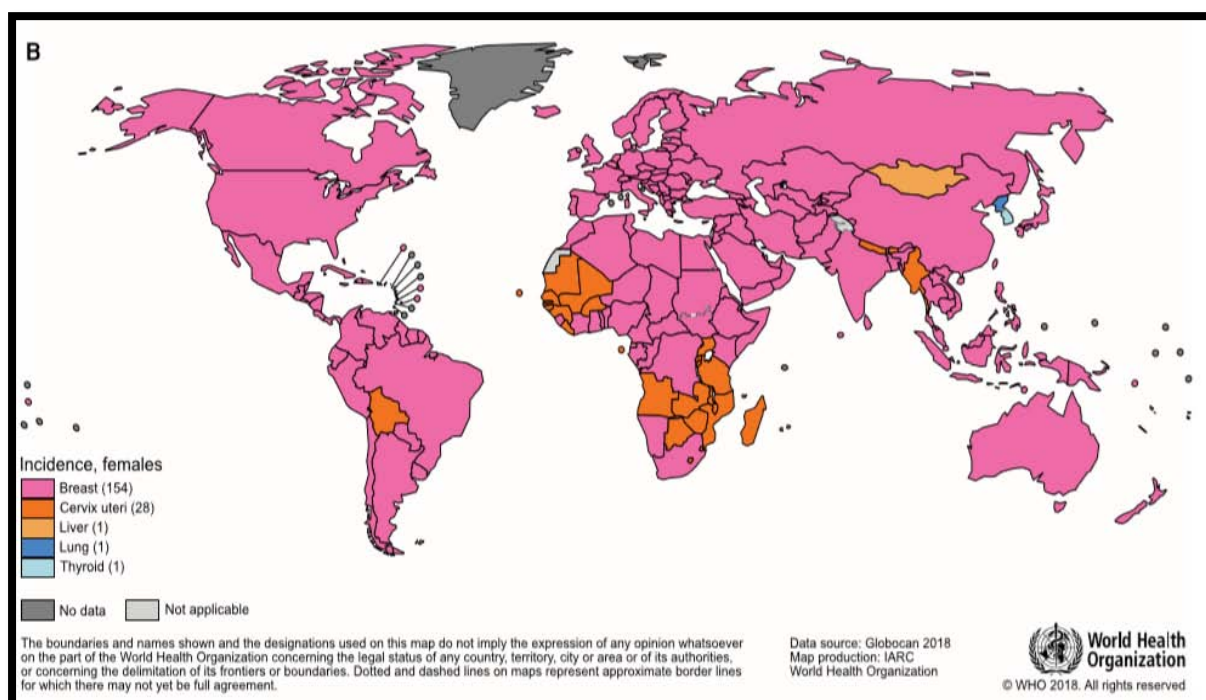 B
Incidence, females
Breast (154)
Cervix uteri (28)
Liver (1)
Lung (1)
Thyroid (1)
No data
Not applicable
The boundaries and names shown and the designations used on this map do not imply the expression of any opinion whatsoever
on the part of the World Health Organization concerning the legal status of any country, territory, city or area or of its authorities,
or concerning the delimitation of its frontiers or boundaries. Dotted and dashed lines on maps represent approximate border lines
for which there may not yet be full agreement.
Data source: Globocan 2018
Map production: IARC
World Health Organization
World Health
Organization
© WHO 2018. All rights reserved